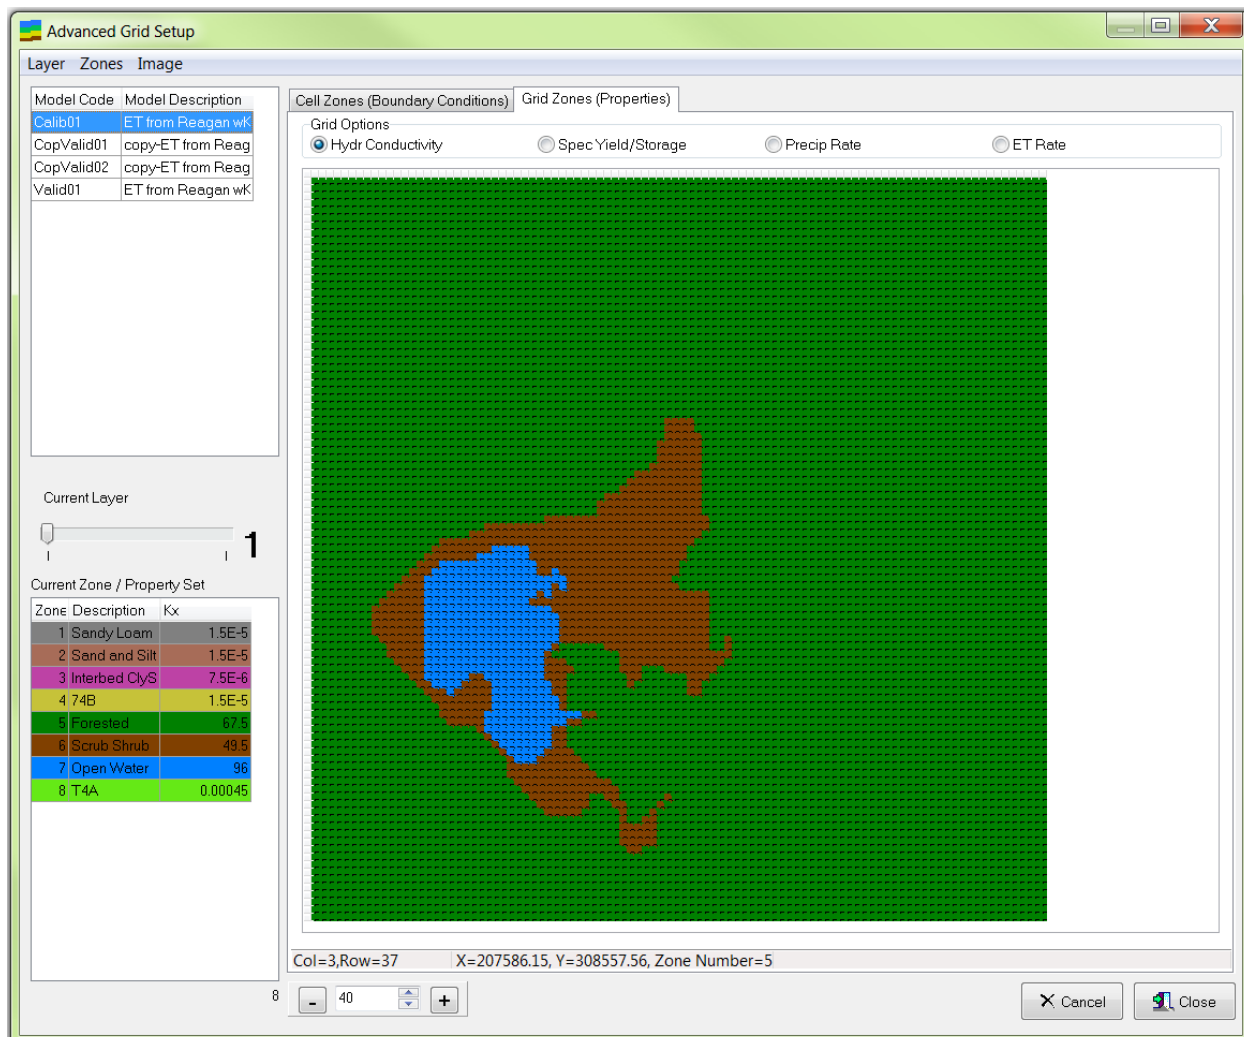 Advanced Grid Setup
Layer Zones Image
Model Code Model Description
Calib01 ET from Reagan wK
CopValid01 copy-ET from Reag
CopValid02 copy-ET from Reag
Valid01 ET from Reagan wK
Current Layer
1
Current Zone / Property Set
Zone Description Kx
1 Sandy Loam 1.5E-5
2 Sand and Silt 1.5E-5
3 Interbed ClyS 7.5E-6
4 74B 1.5E-5
5 Forested 67.5
6 Scrub Shrub 49.5
7 Open Water 96
8 T4A 0.00045
8
Cell Zones (Boundary Conditions) Grid Zones (Properties)
Grid Options
Hydr Conductivity Spec Yield/Storage Precip Rate ET Rate
Col=3,Row=37 X=207586.15, Y=308557.56, Zone Number=5
- 40 +
Cancel Close